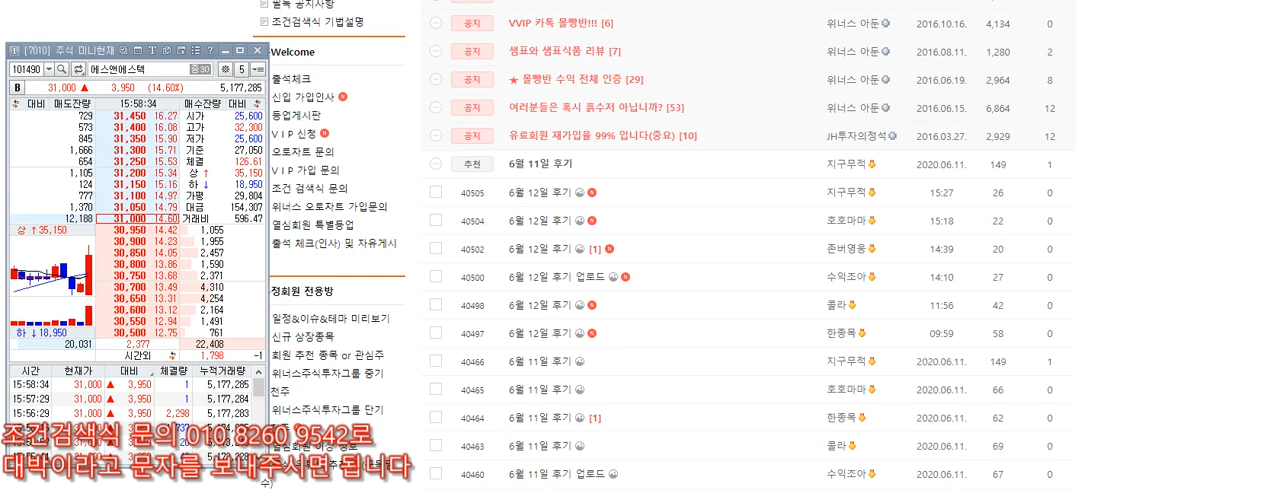 필독 공지사항
조건검색식 기법설명
Welcome
출석체크
신입 가입인사 N
등업게시판
V I P 신청 N
오토차트 문의
V I P 가입 문의
조건 검색식 문의
위너스 오토차트 가입문의
열심회원 특별등업
출석 체크(인사) 및 자유게시
정회원 전용방
일정&이슈&테마 미리보기
신규 상장종목
회원 추천 종목 or 관심주
위너스주식투자그룹 중기
전주
위너스주식투자그룹 단기
수)
[7010] 주식 미니현재
101490 에스앤에스텍 증30 5
B 31,000 ▲ 3,950 (14.60%) 5,177,285
대비 매도잔량 15:58:34 매수잔량 대비
729 31,450 16.27 시가 25,600
573 31,400 16.08 고가 32,300
845 31,350 15.90 저가 25,600
1,666 31,300 15.71 기준 27,050
654 31,250 15.53 체결 126.61
1,105 31,200 15.34 상 ↑ 35,150
124 31,150 15.16 하 ↓ 18,950
777 31,100 14.97 가평 29,804
1,370 31,050 14.79 대금 154,307
12,188 31,000 14.60 거래비 596.47
상 ↑35,150 30,950 14.42 1,055
30,900 14.23 1,955
30,850 14.05 2,457
30,800 13.86 1,590
30,750 13.68 2,371
30,700 13.49 4,310
30,650 13.31 4,254
30,600 13.12 2,164
30,550 12.94 1,491
하 ↓18,950 30,500 12.75 761
20,031 2,377 22,408
시간외 1,798 -1
시간 현재가 대비 체결량 누적거래량
15:58:34 31,000 ▲ 3,950 1 5,177,285
15:57:29 31,000 ▲ 3,950 1 5,177,284
15:56:29 31,000 ▲ 3,950 2,298 5,177,283
조건검색식 문의 010 8260 9542로
대박이라고 문자를 보내주시면 됩니다
공지 VVIP 카톡 몰빵반!!! [6] 위너스 아둔 2016.10.16. 4,134 0
공지 샘표와 샘표식품 리뷰 [7] 위너스 아둔 2016.08.11. 1,280 2
공지 ★ 몰빵반 수익 전체 인증 [29] 위너스 아둔 2016.06.19. 2,964 8
공지 여러분들은 혹시 흙수저 아닙니까? [53] 위너스 아둔 2016.06.15. 6,864 12
공지 유료회원 재가입율 99% 입니다(중요) [10] JH투자의정석 2016.03.27. 2,929 12
추천 6월 11일 후기 지구무적 2020.06.11. 149 1
40505 6월 12일 후기 N 지구무적 15:27 26 0
40504 6월 12일 후기 N 호호마마 15:18 22 0
40502 6월 12일 후기 [1] N 존버영웅 14:39 20 0
40500 6월 12일 후기 업로드 N 수익조아 14:10 27 0
40498 6월 12일 후기 N 콜라 11:56 42 0
40497 6월 12일 후기 N 한종목 09:59 58 0
40466 6월 11일 후기 지구무적 2020.06.11. 149 1
40465 6월 11일 후기 호호마마 2020.06.11. 66 0
40464 6월 11일 후기 [1] 한종목 2020.06.11. 62 0
40463 6월 11일 후기 콜라 2020.06.11. 69 0
40460 6월 11일 후기 업로드 수익조아 2020.06.11. 67 0